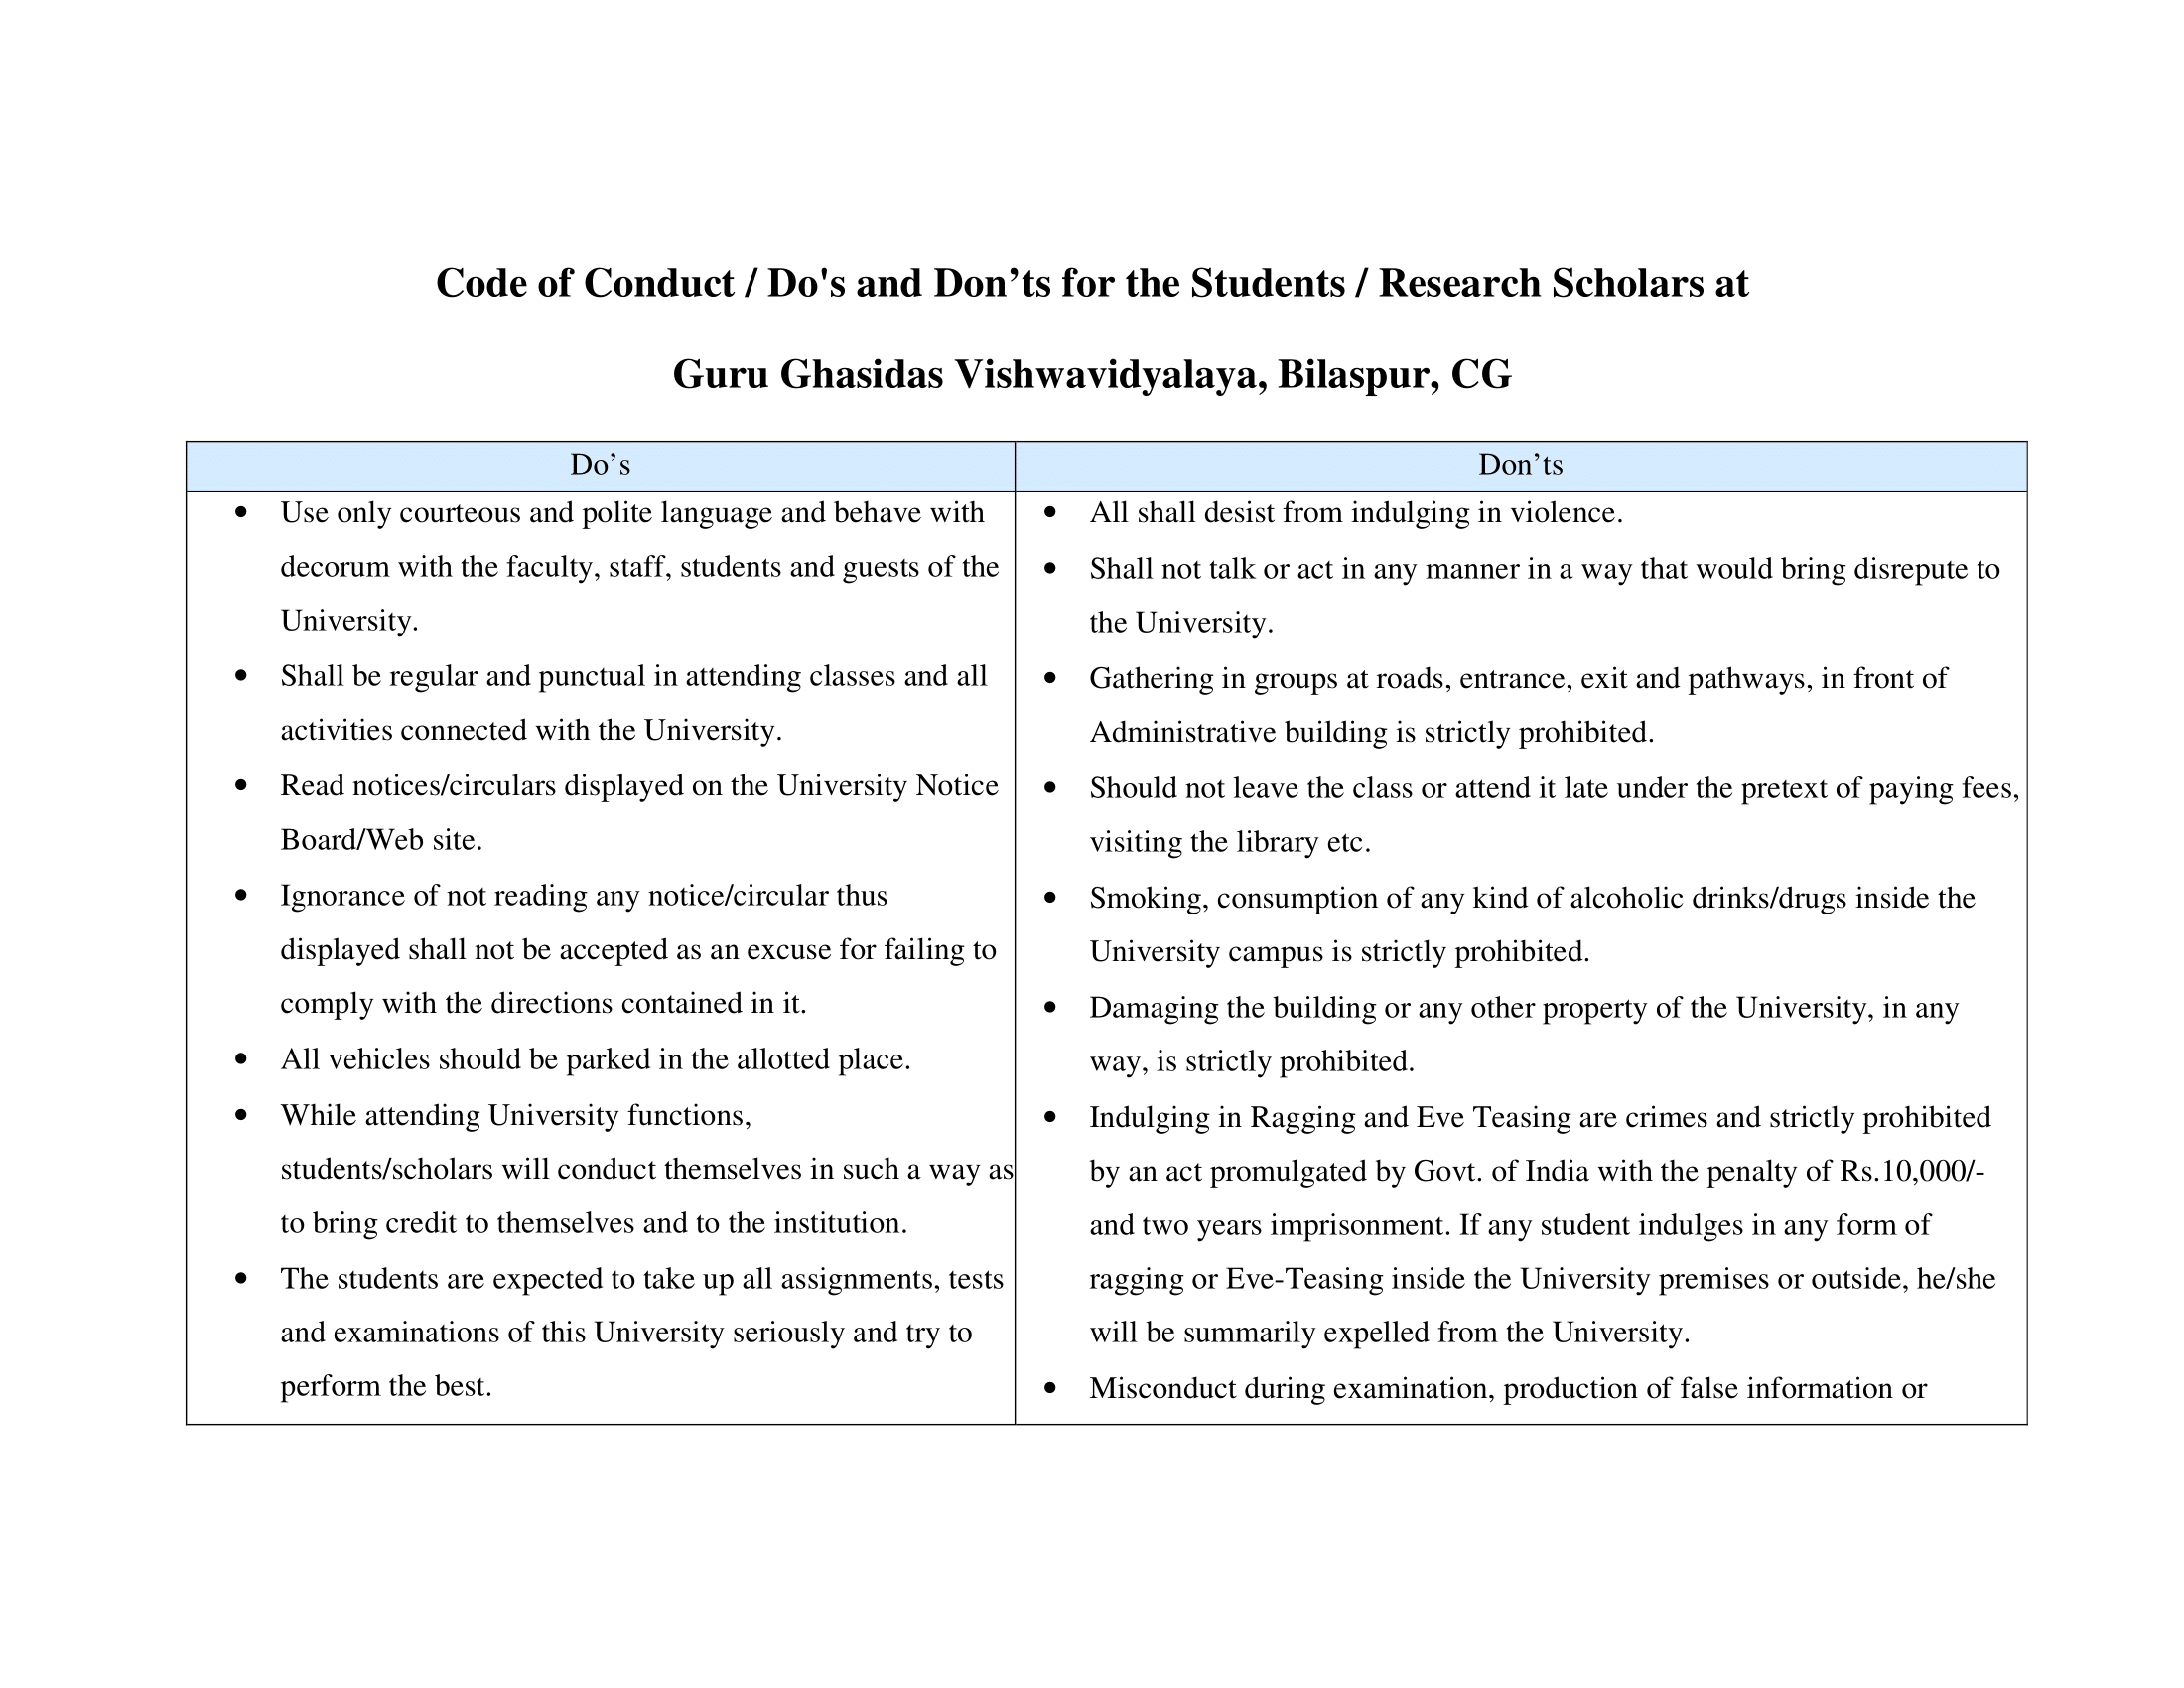 Code of Conduct / Do's and Don’ts for the Students / Research Scholars at
Guru Ghasidas Vishwavidyalaya, Bilaspur, CG
Do’s
• Use only courteous and polite language and behave with
decorum with the faculty, staff, students and guests of the
University.
• Shall be regular and punctual in attending classes and all
activities connected with the University.
• Read notices/circulars displayed on the University Notice
Board/Web site.
• Ignorance of not reading any notice/circular thus
displayed shall not be accepted as an excuse for failing to
comply with the directions contained in it.
• All vehicles should be parked in the allotted place.
• While attending University functions,
students/scholars will conduct themselves in such a way as
to bring credit to themselves and to the institution.
• The students are expected to take up all assignments, tests
and examinations of this University seriously and try to
perform the best.
Don’ts
• All shall desist from indulging in violence.
• Shall not talk or act in any manner in a way that would bring disrepute to
the University.
• Gathering in groups at roads, entrance, exit and pathways, in front of
Administrative building is strictly prohibited.
• Should not leave the class or attend it late under the pretext of paying fees,
visiting the library etc.
• Smoking, consumption of any kind of alcoholic drinks/drugs inside the
University campus is strictly prohibited.
• Damaging the building or any other property of the University, in any
way, is strictly prohibited.
• Indulging in Ragging and Eve Teasing are crimes and strictly prohibited
by an act promulgated by Govt. of India with the penalty of Rs.10,000/-
and two years imprisonment. If any student indulges in any form of
ragging or Eve-Teasing inside the University premises or outside, he/she
will be summarily expelled from the University.
• Misconduct during examination, production of false information or